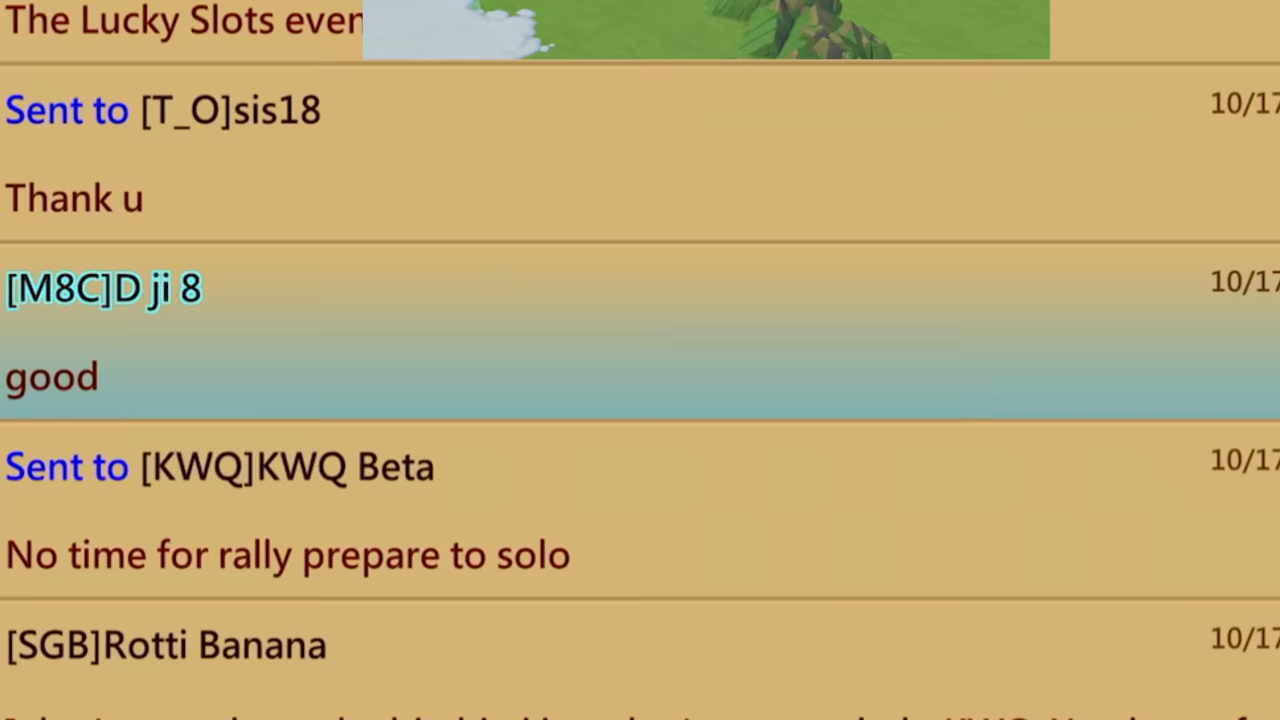 The Lucky Slots
Sent to [T_O]sis18
10/17
Thank u
[M8C]D ji 8
10/17
good
Sent to [KWQ]KWQ Beta
10/17
No time for rally prepare to solo
[SGB]Rotti Banana
10/17